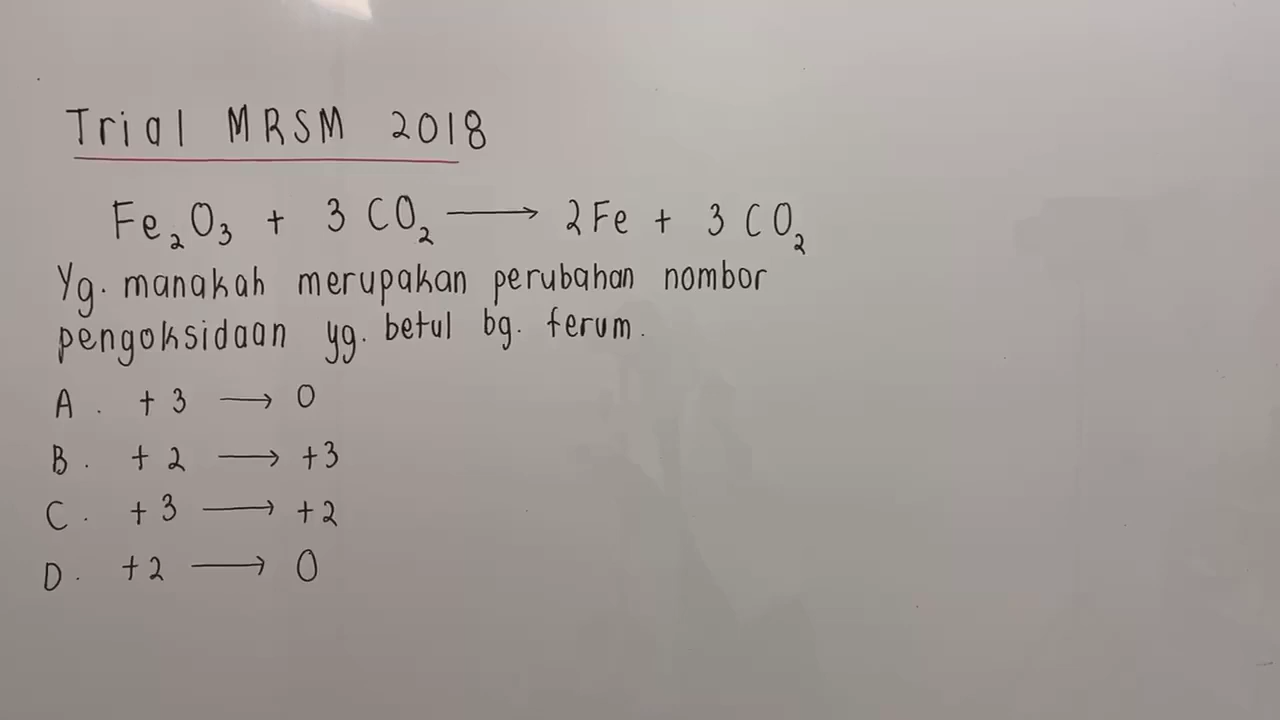 Trial MRSM 2018
Fe₂O₃ + 3 CO₂ ⟶ 2Fe + 3 CO₂
Yg. manakah merupakan perubahan nombor
pengoksidaan yg. betul bg. ferum.
A. +3 ⟶ 0
B. +2 ⟶ +3
C. +3 ⟶ +2
D. +2 ⟶ 0